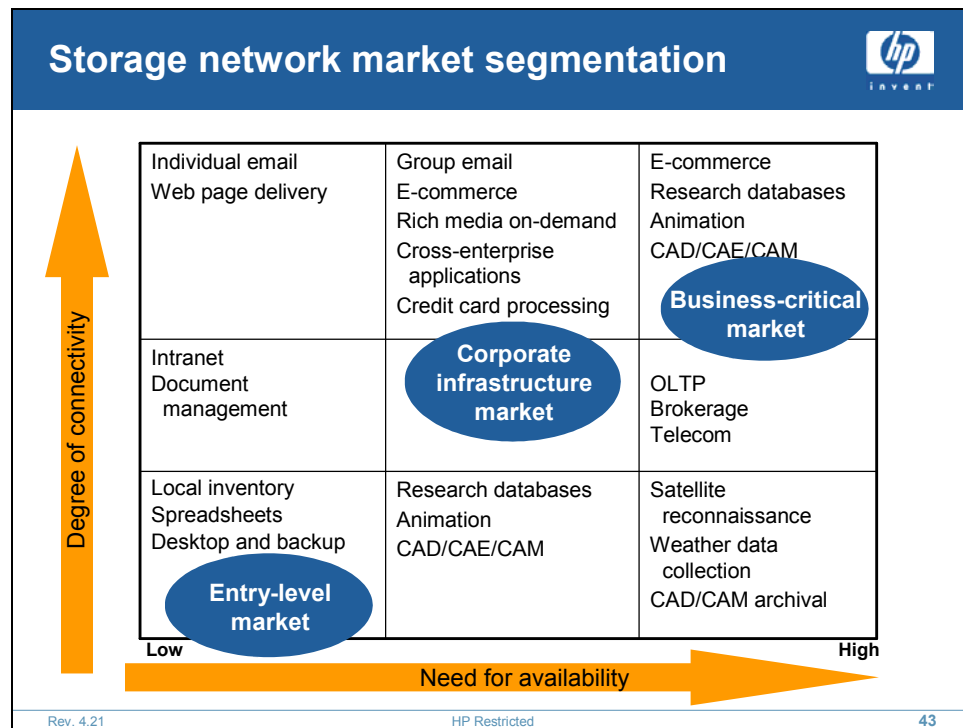 Storage network market segmentation
hp
invent
Degree of connectivity
Individual email
Web page delivery
Group email
E-commerce
Rich media on-demand
Cross-enterprise
applications
Credit card processing
E-commerce
Research databases
Animation
CAD/CAE/CAM
Business-critical
market
Intranet
Document
management
Corporate
infrastructure
market
OLTP
Brokerage
Telecom
Local inventory
Spreadsheets
Desktop and backup
Entry-level
market
Research databases
Animation
CAD/CAE/CAM
Satellite
reconnaissance
Weather data
collection
CAD/CAM archival
Low
High
Need for availability
Rev. 4.21
HP Restricted
43